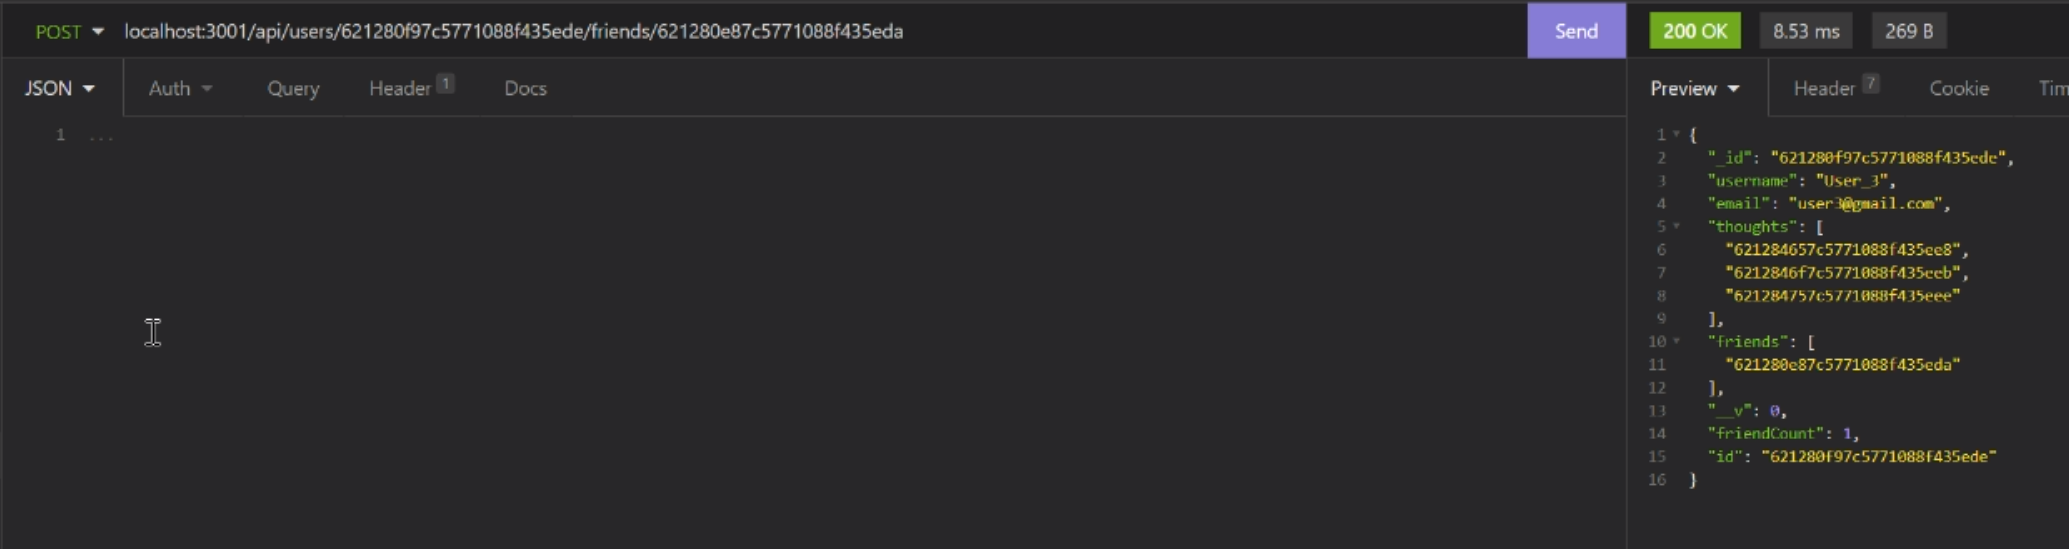 POST localhost:3001/api/users/621280f97c5771088f435ede/friends/621280e87c5771088f435eda Send 200 OK 8.53 ms 269 B
JSON Auth Query Header 1 Docs Preview Header 7 Cookie Tim
1 ...
1 {
2 "_id": "621280f97c5771088f435ede",
3 "username": "User_3",
4 "email": "user3@gmail.com",
5 "thoughts": [
6 "621284657c5771088f435ee8",
7 "6212846f7c5771088f435eeb",
8 "621284757c5771088f435eee"
9 ],
10 "friends": [
11 "621280e87c5771088f435eda"
12 ],
13 "__v": 0,
14 "friendCount": 1,
15 "id": "621280f97c5771088f435ede"
16 }